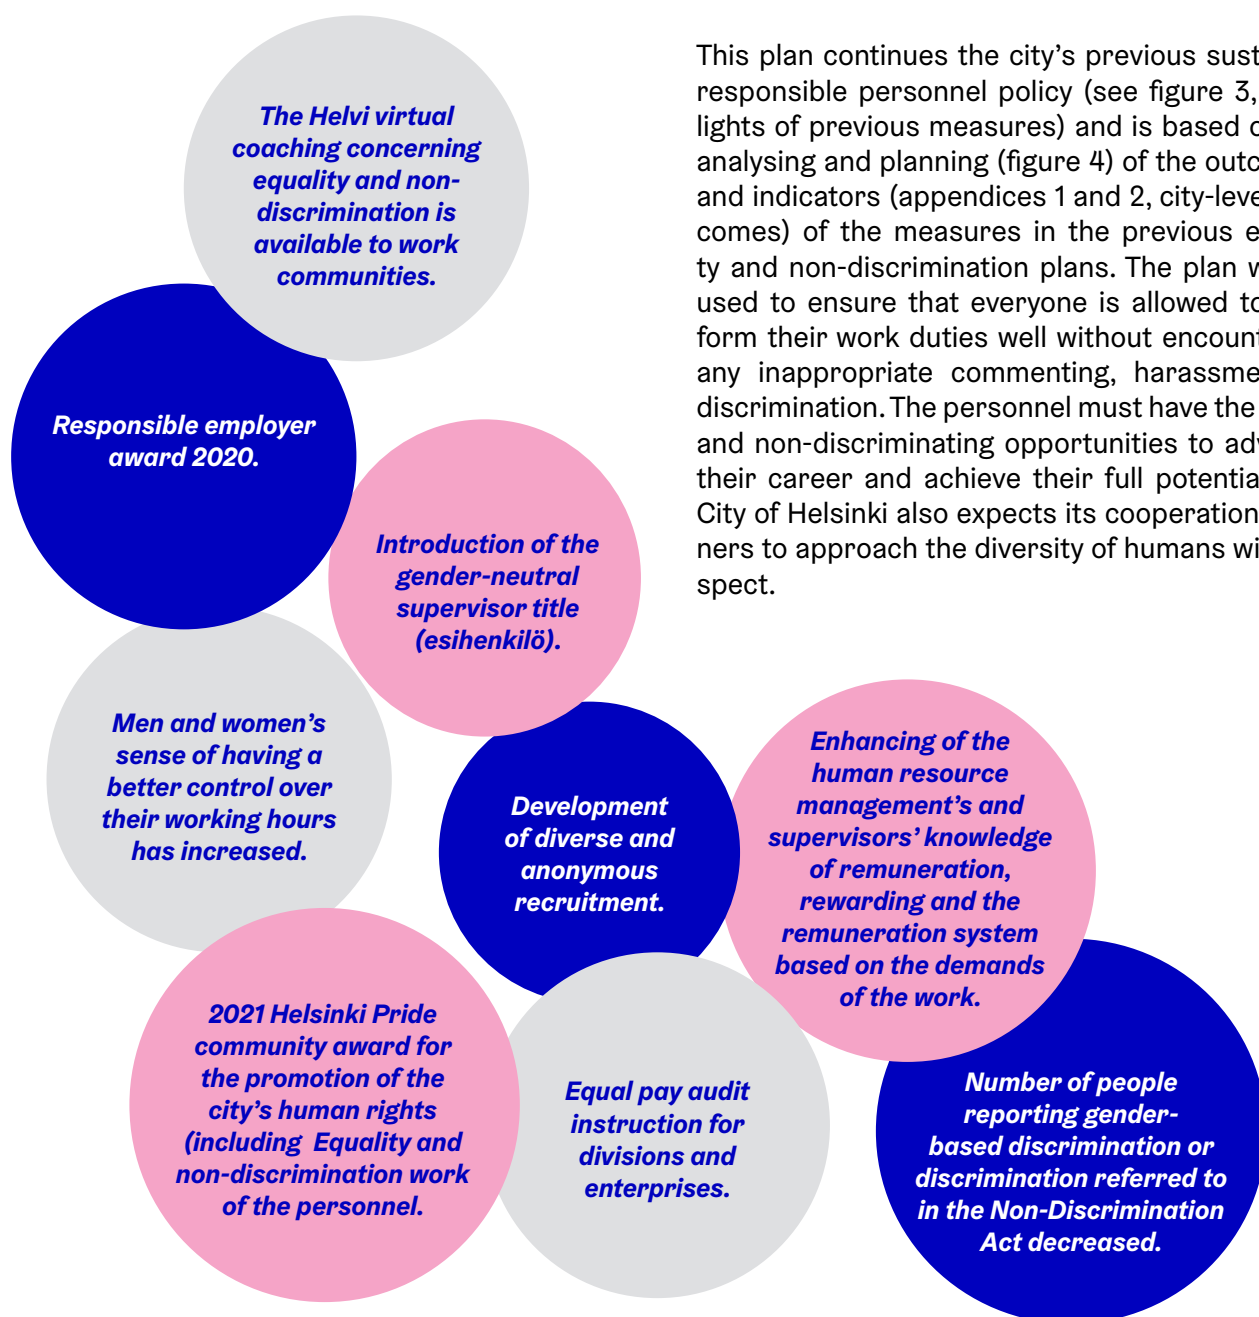 The Helvi virtual
coaching concerning
equality and non-
discrimination is
available to work
communities.
Responsible employer
award 2020.
Introduction of the
gender-neutral
supervisor title
(esihenkilö).
Men and women's
sense of having a
better control over
their working hours
has increased.
Development
of diverse and
anonymous
recruitment.
Enhancing of the
human resource
management's and
supervisors' knowledge
of remuneration,
rewarding and the
remuneration system
based on the demands
of the work.
2021 Helsinki Pride
community award for
the promotion of the
city's human rights
(including Equality and
non-discrimination work
of the personnel.
Equal pay audit
instruction for
divisions and
enterprises.
Number of people
reporting gender-
based discrimination or
discrimination referred to
in the Non-Discrimination
Act decreased.
This plan continues the city's previous
responsible personnel policy (see figure 3,
lights of previous measures) and is based
analysing and planning (figure 4) of the
and indicators (appendices 1 and 2,
comes) of the measures in the previous
ty and non-discrimination plans. The plan
used to ensure that everyone is allowed
form their work duties well without
any inappropriate commenting,
discrimination. The personnel must have the
and non-discriminating opportunities to
their career and achieve their full
City of Helsinki also expects its cooperation
ners to approach the diversity of humans
spect.